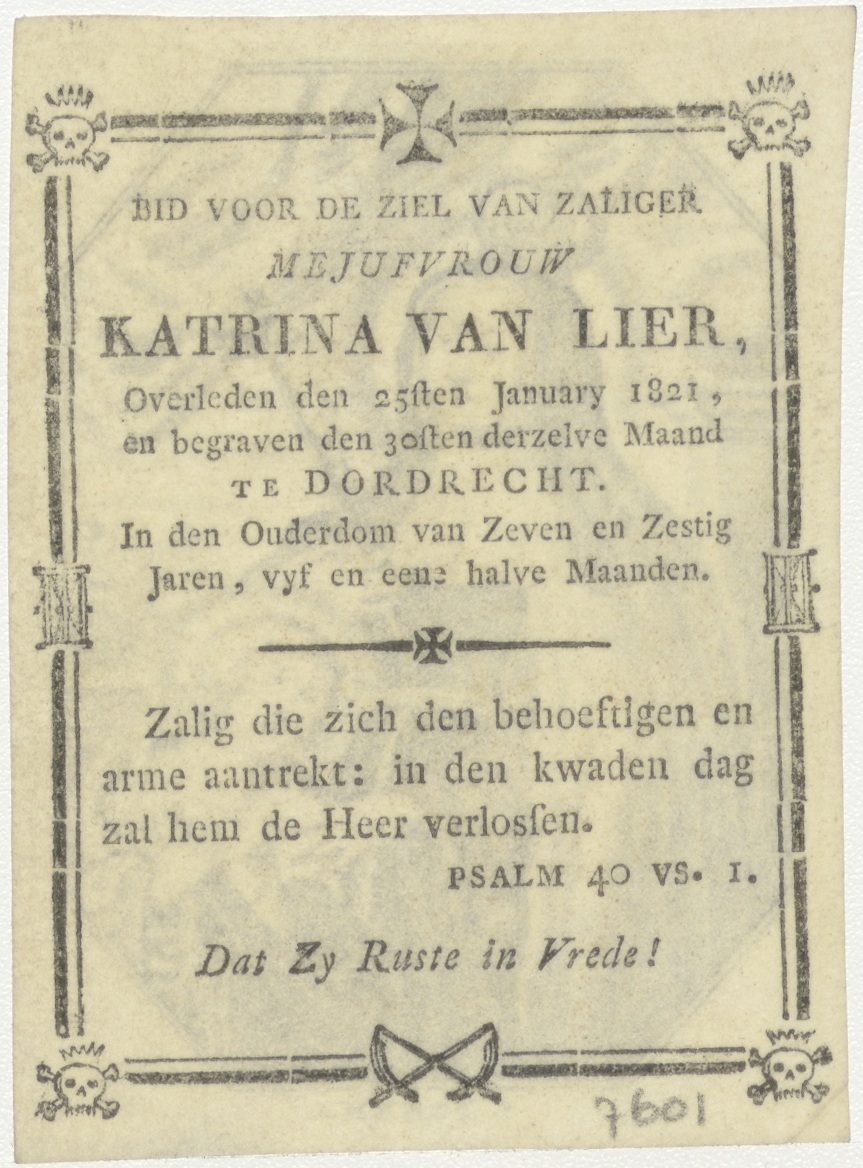 BID VOOR DE ZIEL VAN ZALIGER
MEJUFVROUW
KATRINA VAN LIER,
Overleden den 25ſten January 1821,
en begraven den 30ſten derzelve Maand
TE DORDRECHT.
In den Ouderdom van Zeven en Zestig
Jaren, vyf en eene halve Maanden.
Zalig die zich den behoeftigen en
arme aantrekt: in den kwaden dag
zal hem de Heer verlosſen.
PSALM 40 VS. 1.
Dat Zy Ruste in Vrede!
7601